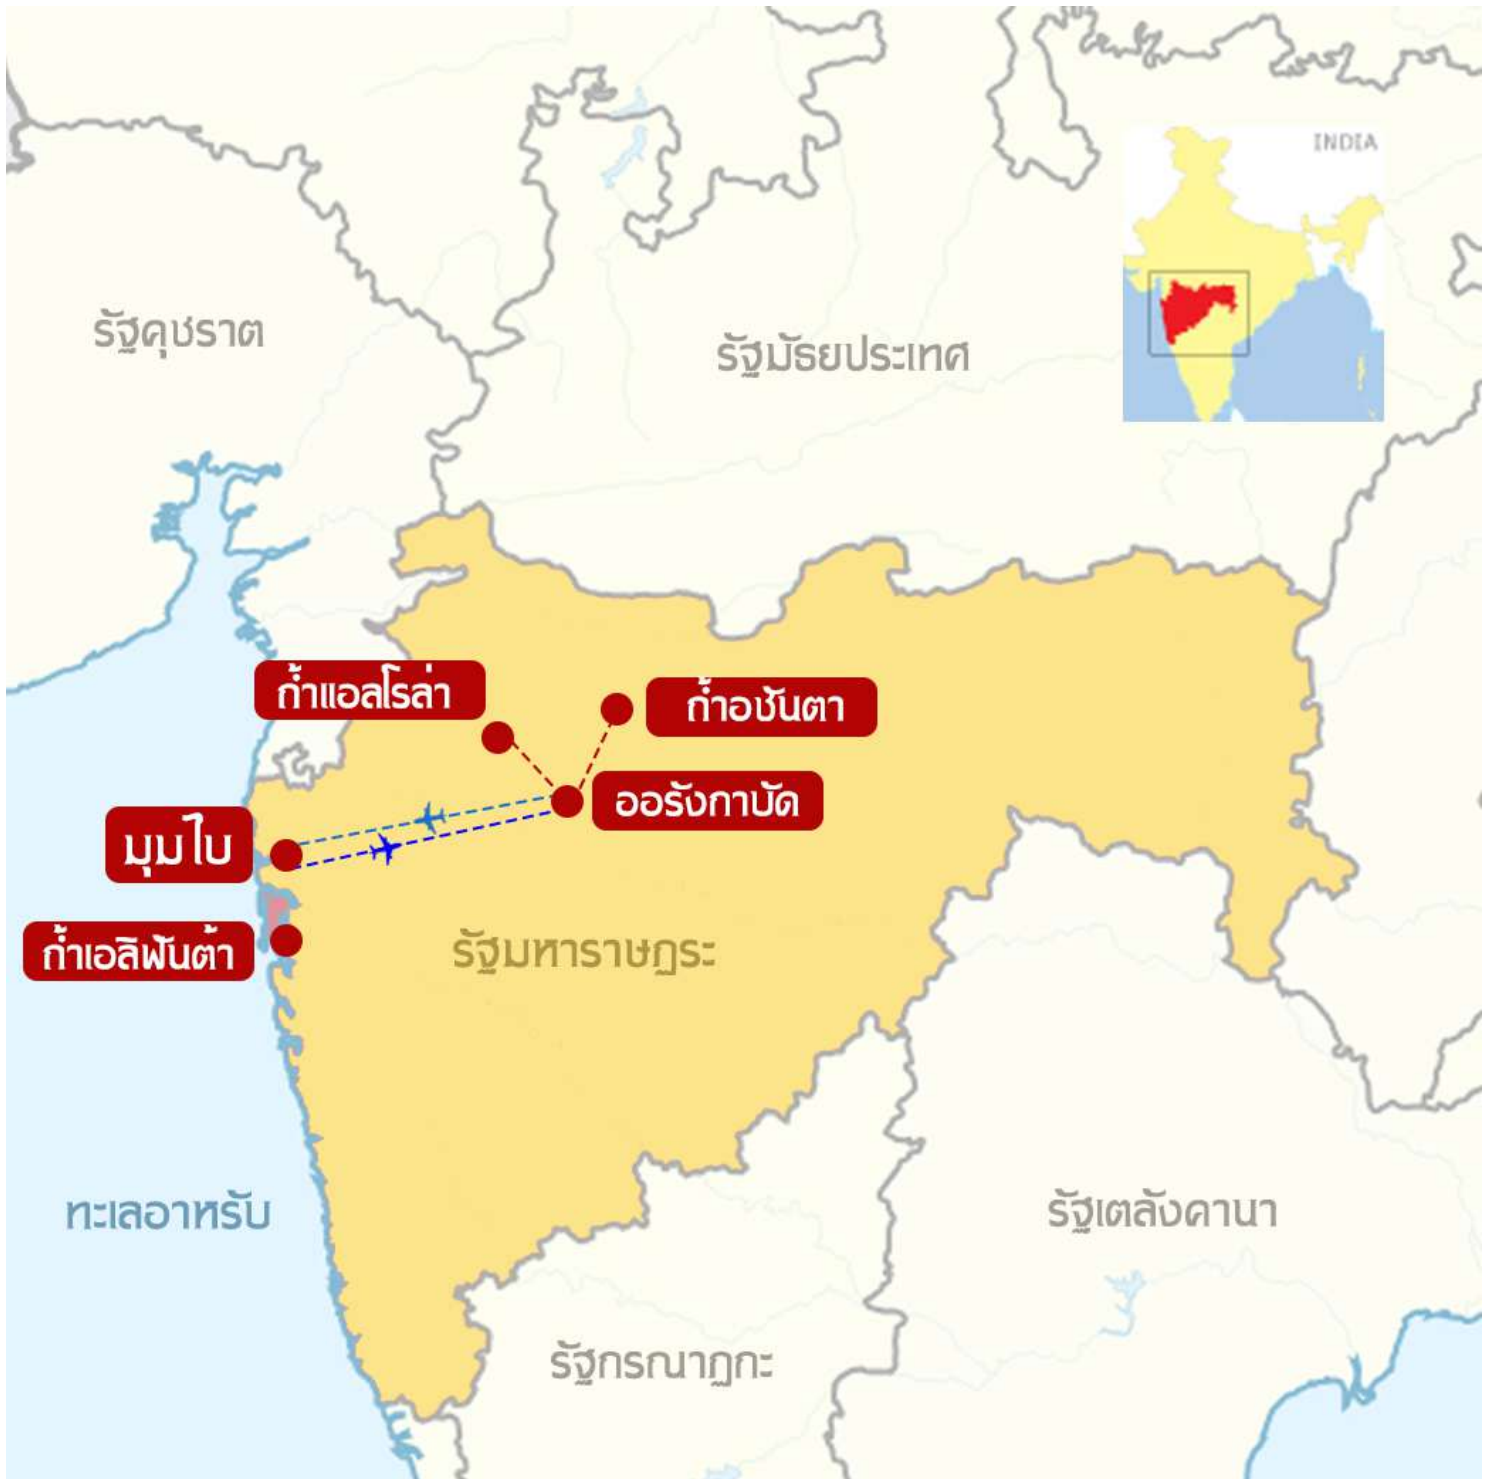 INDIA
รัฐคุชราต
รัฐมัธยประเทศ
ถ้ำแอลโรล่า
ถ้ำอชันตา
ออรังกาบัด
มุมไบ
ถ้ำเอลิฟันต้า
รัฐมหาราษฎระ
ทะเลอาหรับ
รัฐเตลังคานา
รัฐกรณาฏกะ